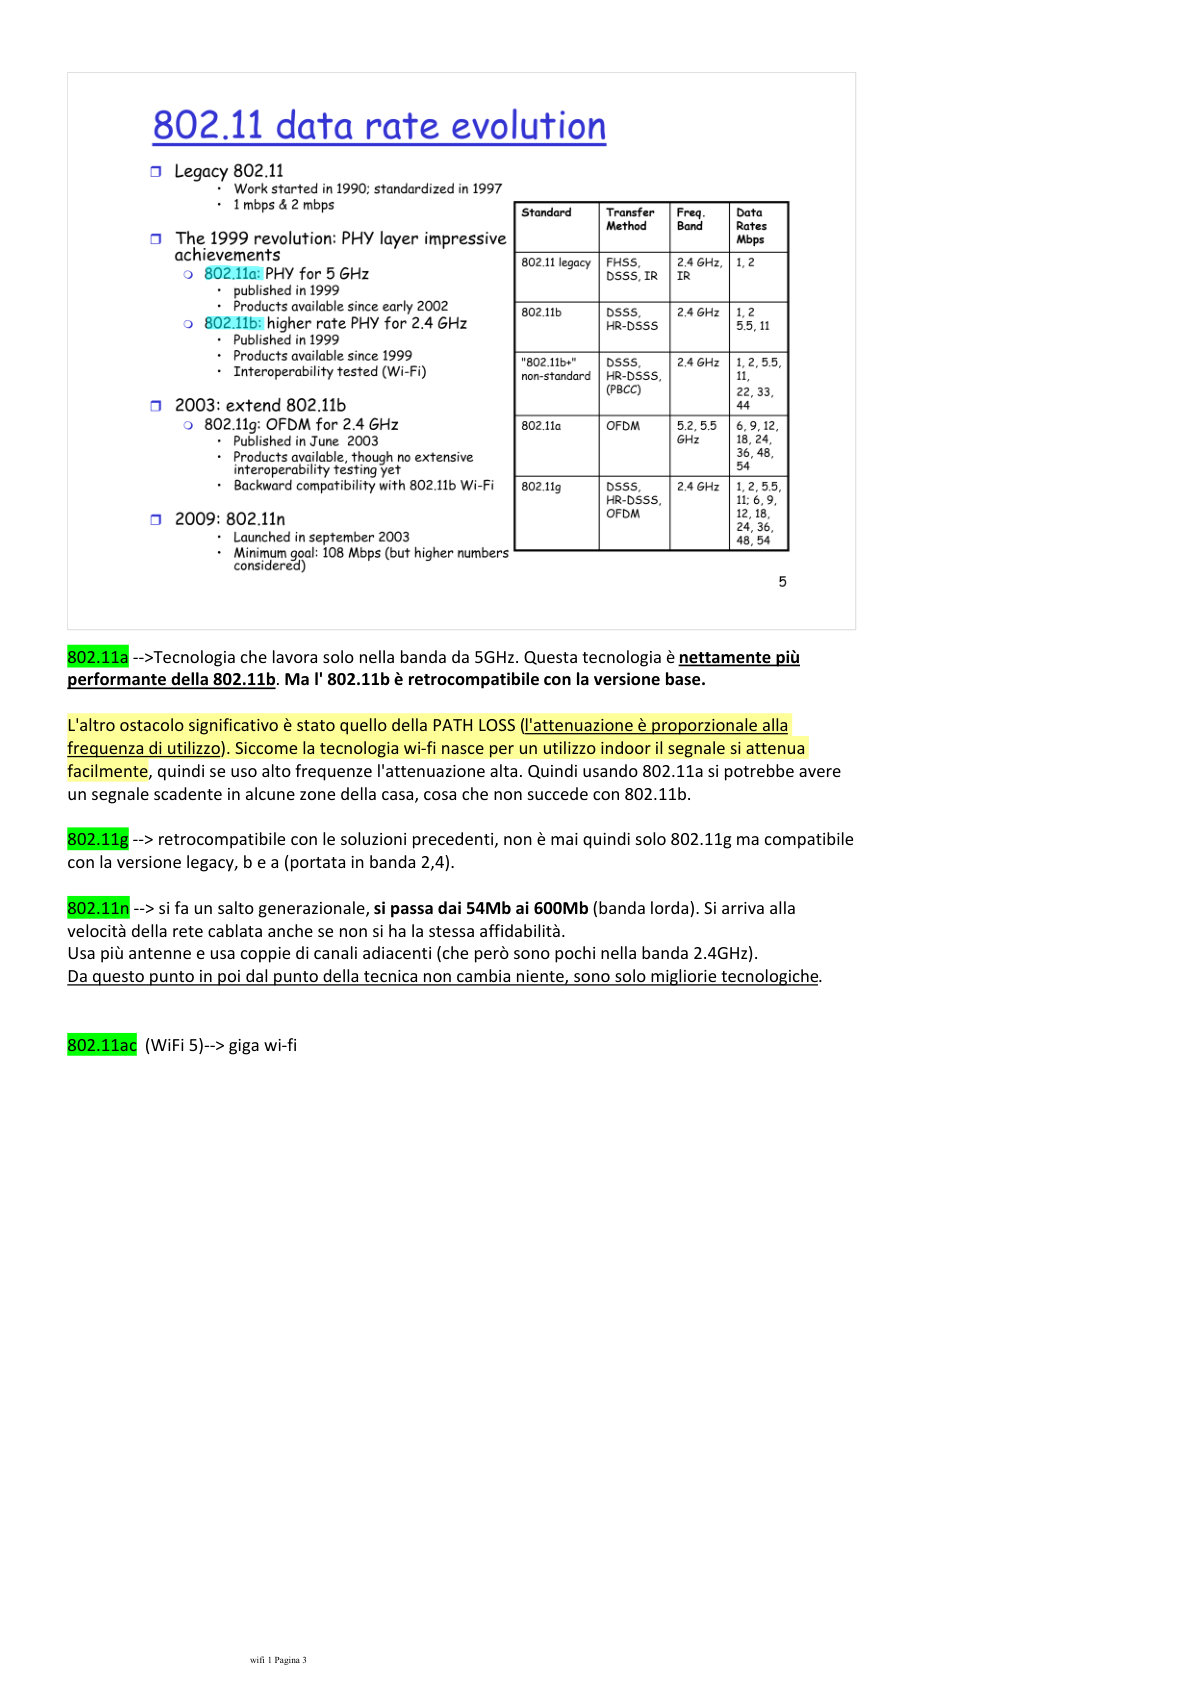 802.11 data rate evolution
❒ Legacy 802.11
• Work started in 1990; standardized in 1997
• 1 mbps & 2 mbps
❒ The 1999 revolution: PHY layer impressive
achievements
❍ 802.11a: PHY for 5 GHz
• published in 1999
• Products available since early 2002
❍ 802.11b: higher rate PHY for 2.4 GHz
• Published in 1999
• Products available since 1999
• Interoperability tested (Wi-Fi)
❒ 2003: extend 802.11b
❍ 802.11g: OFDM for 2.4 GHz
• Published in June 2003
• Products available, though no extensive
interoperability testing yet
• Backward compatibility with 802.11b Wi-Fi
❒ 2009: 802.11n
• Launched in september 2003
• Minimum goal: 108 Mbps (but higher numbers
considered)
Standard Transfer Freq. Data
Method Band Rates
Mbps
802.11 legacy FHSS, 2.4 GHz, 1, 2
DSSS, IR IR
802.11b DSSS, 2.4 GHz 1, 2
HR-DSSS 5.5, 11
"802.11b+" DSSS, 2.4 GHz 1, 2, 5.5,
non-standard HR-DSSS, 11,
(PBCC) 22, 33,
44
802.11a OFDM 5.2, 5.5 6, 9, 12,
GHz 18, 24,
36, 48,
54
802.11g DSSS, 2.4 GHz 1, 2, 5.5,
HR-DSSS, 11; 6, 9,
OFDM 12, 18,
24, 36,
48, 54
5
802.11a -->Tecnologia che lavora solo nella banda da 5GHz. Questa tecnologia è nettamente più
performante della 802.11b. Ma l' 802.11b è retrocompatibile con la versione base.
L'altro ostacolo significativo è stato quello della PATH LOSS (l'attenuazione è proporzionale alla
frequenza di utilizzo). Siccome la tecnologia wi-fi nasce per un utilizzo indoor il segnale si attenua
facilmente, quindi se uso alto frequenze l'attenuazione alta. Quindi usando 802.11a si potrebbe avere
un segnale scadente in alcune zone della casa, cosa che non succede con 802.11b.
802.11g --> retrocompatibile con le soluzioni precedenti, non è mai quindi solo 802.11g ma compatibile
con la versione legacy, b e a (portata in banda 2,4).
802.11n --> si fa un salto generazionale, si passa dai 54Mb ai 600Mb (banda lorda). Si arriva alla
velocità della rete cablata anche se non si ha la stessa affidabilità.
Usa più antenne e usa coppie di canali adiacenti (che però sono pochi nella banda 2.4GHz).
Da questo punto in poi dal punto della tecnica non cambia niente, sono solo migliorie tecnologiche.
802.11ac (WiFi 5)--> giga wi-fi
wifi 1 Pagina 3